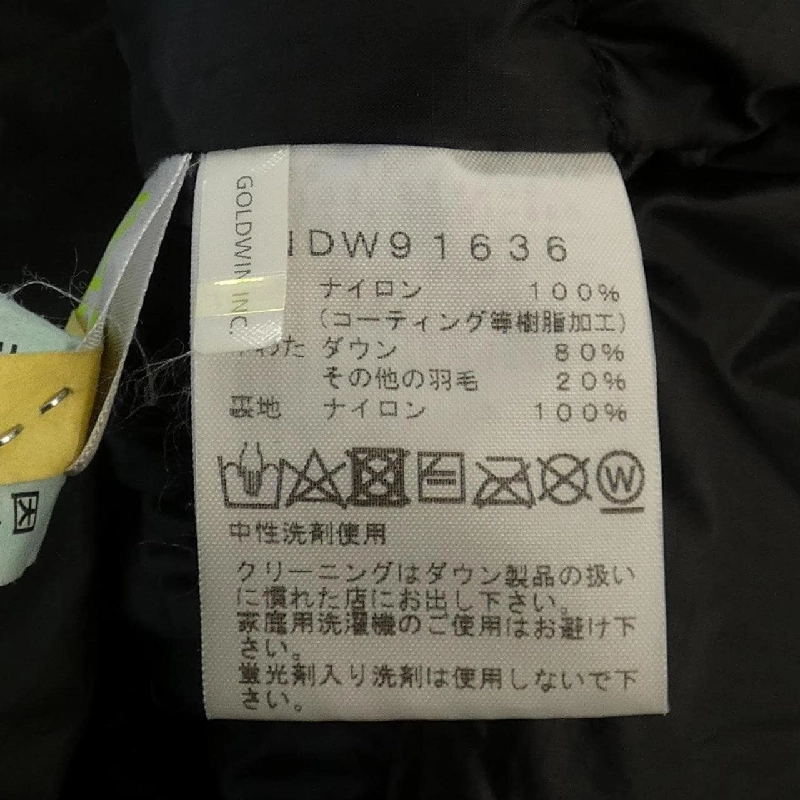 GOLDWIN INC.
DW91636
ナイロン 100%
(コーティング等樹脂加工)
わた ダウン 80%
その他の羽毛 20%
裏地 ナイロン 100%
W
中性洗剤使用
クリーニングはダウン製品の扱い
に慣れた店にお出し下さい。
家庭用洗濯機のご使用はお避け下
さい。
蛍光剤入り洗剤は使用しないで下
さい。
因